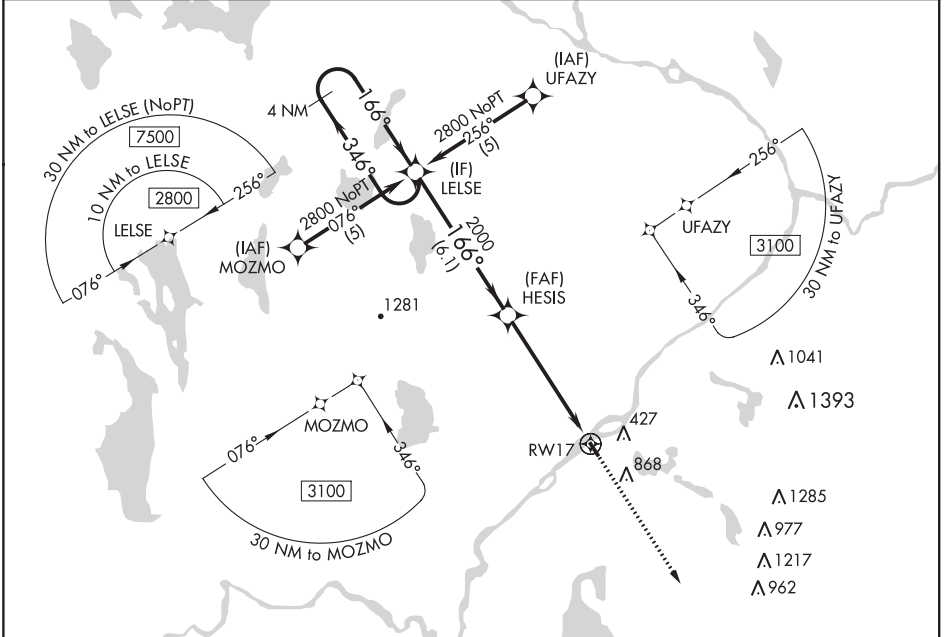 (IAF)
UFAZY
4 NM
166°
346°
2800 NoPT
256°
(5)
(IF)
LELSE
2800 NoPT
076°
(5)
(IAF)
MOZMO
2000
166°
(6.1)
(FAF)
HESIS
30 NM to LELSE (NoPT)
7500
10 NM to LELSE
2800
256°
LELSE
076°
256°
UFAZY
3100
30 NM to UFAZY
346°
1281
1041
1393
MOZMO
076°
346°
3100
30 NM to MOZMO
RW17
427
868
1285
977
1217
962